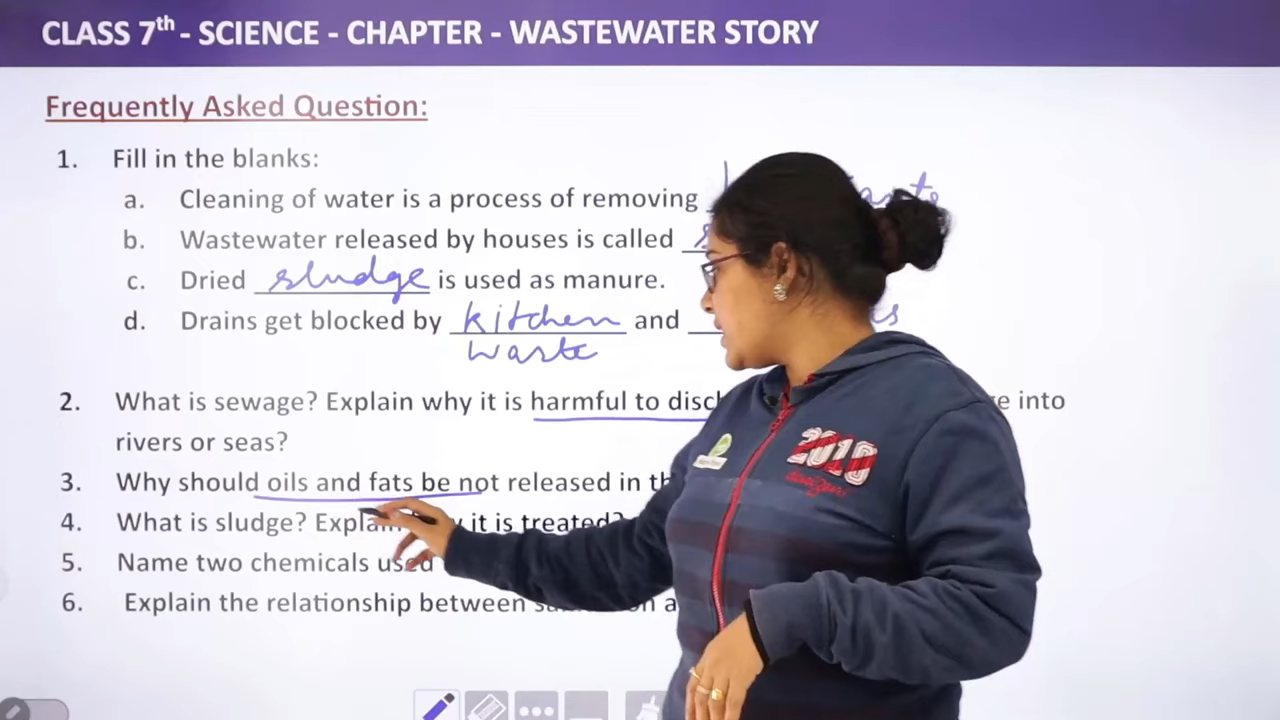 CLASS 7th - SCIENCE - CHAPTER - WASTEWATER STORY
Frequently Asked Question:
1. Fill in the blanks:
a. Cleaning of water is a process of removing
b. Wastewater released by houses is called
c. Dried sludge is used as manure.
d. Drains get blocked by kitchen and
waste
2. What is sewage? Explain why it is harmful to into
rivers or seas?
3. Why should oils and fats be not released in
4. What is sludge? Explain it is treated?
5. Name two chemicals used
6. Explain the relationship between
2010